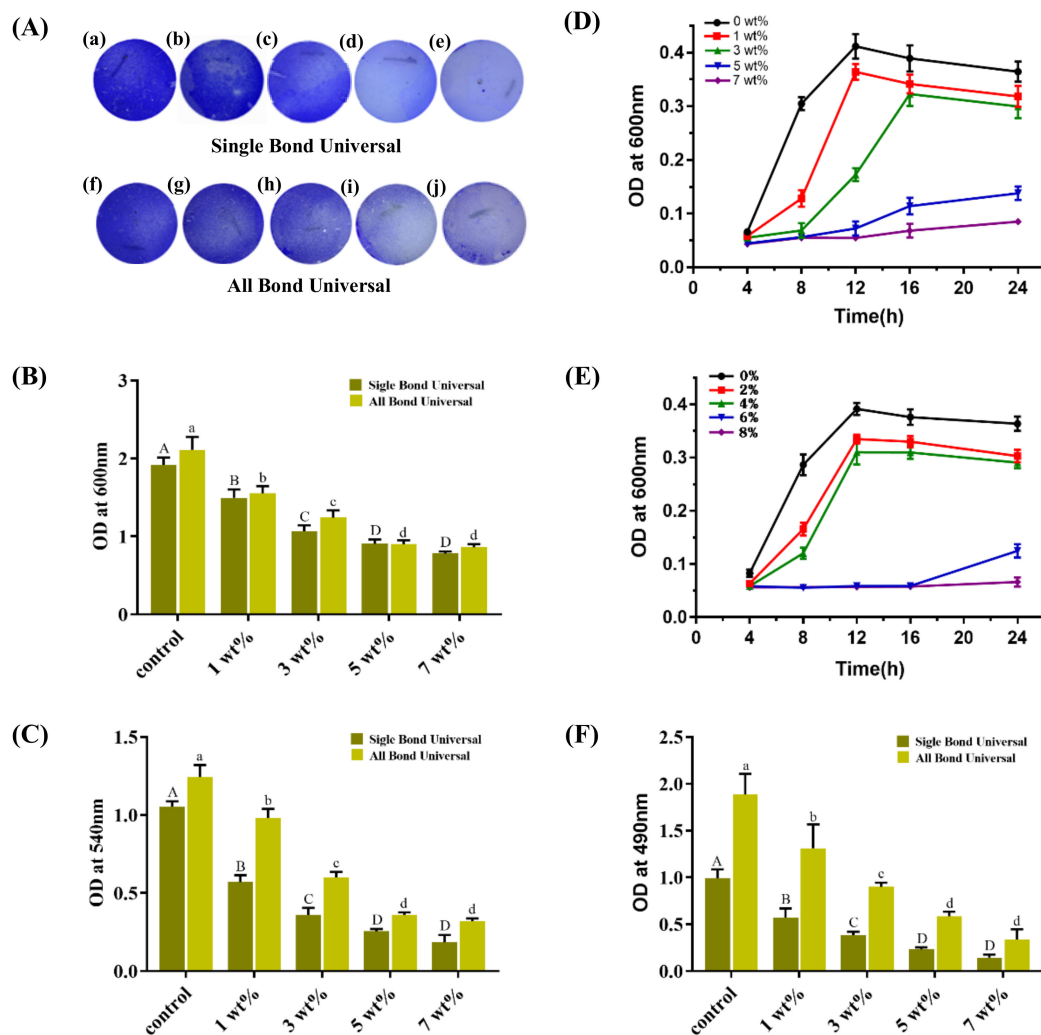 (A)
(a) (b) (c) (d) (e)
Single Bond Universal
(f) (g) (h) (i) (j)
All Bond Universal
(D)
0 wt%
1 wt%
3 wt%
5 wt%
7 wt%
OD at 600nm
0.4
0.3
0.2
0.1
0.0
0 4 8 12 16 20 24
Time(h)
(B)
Sigle Bond Universal
All Bond Universal
OD at 600nm
3
2
1
0
A a B b C c D d D d
control 1 wt% 3 wt% 5 wt% 7 wt%
(E)
0%
2%
4%
6%
8%
OD at 600nm
0.4
0.3
0.2
0.1
0.0
0 4 8 12 16 20 24
Time(h)
(C)
Sigle Bond Universal
All Bond Universal
OD at 540nm
1.5
1.0
0.5
0.0
A a B b C c D d D d
control 1 wt% 3 wt% 5 wt% 7 wt%
(F)
Sigle Bond Universal
All Bond Universal
OD at 490nm
2.5
2.0
1.5
1.0
0.5
0.0
A a B b C c D d D d
control 1 wt% 3 wt% 5 wt% 7 wt%